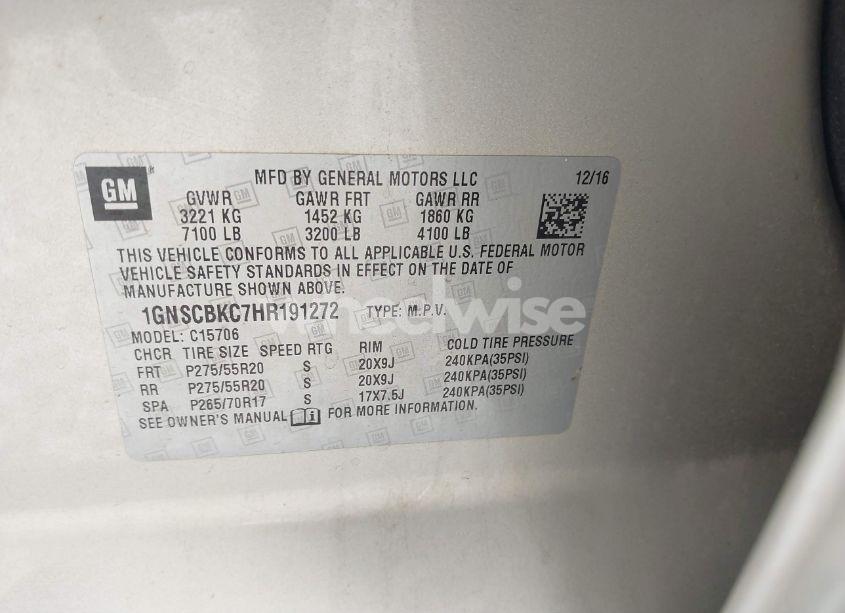 GM
MFD BY GENERAL MOTORS LLC 12/16
GVWR GAWR FRT GAWR RR
3221 KG 1452 KG 1860 KG
7100 LB 3200 LB 4100 LB
THIS VEHICLE CONFORMS TO ALL APPLICABLE U.S. FEDERAL MOTOR
VEHICLE SAFETY STANDARDS IN EFFECT ON THE DATE OF
MANUFACTURE SHOWN ABOVE.
1GNSCBKC7HR191272 TYPE: M.P.V.
MODEL: C15706
CHCR TIRE SIZE SPEED RTG RIM COLD TIRE PRESSURE
FRT P275/55R20 S 20X9J 240KPA(35PSI)
RR P275/55R20 S 20X9J 240KPA(35PSI)
SPA P265/70R17 S 17X7.5J 240KPA(35PSI)
SEE OWNER'S MANUAL FOR MORE INFORMATION.
wheelwise